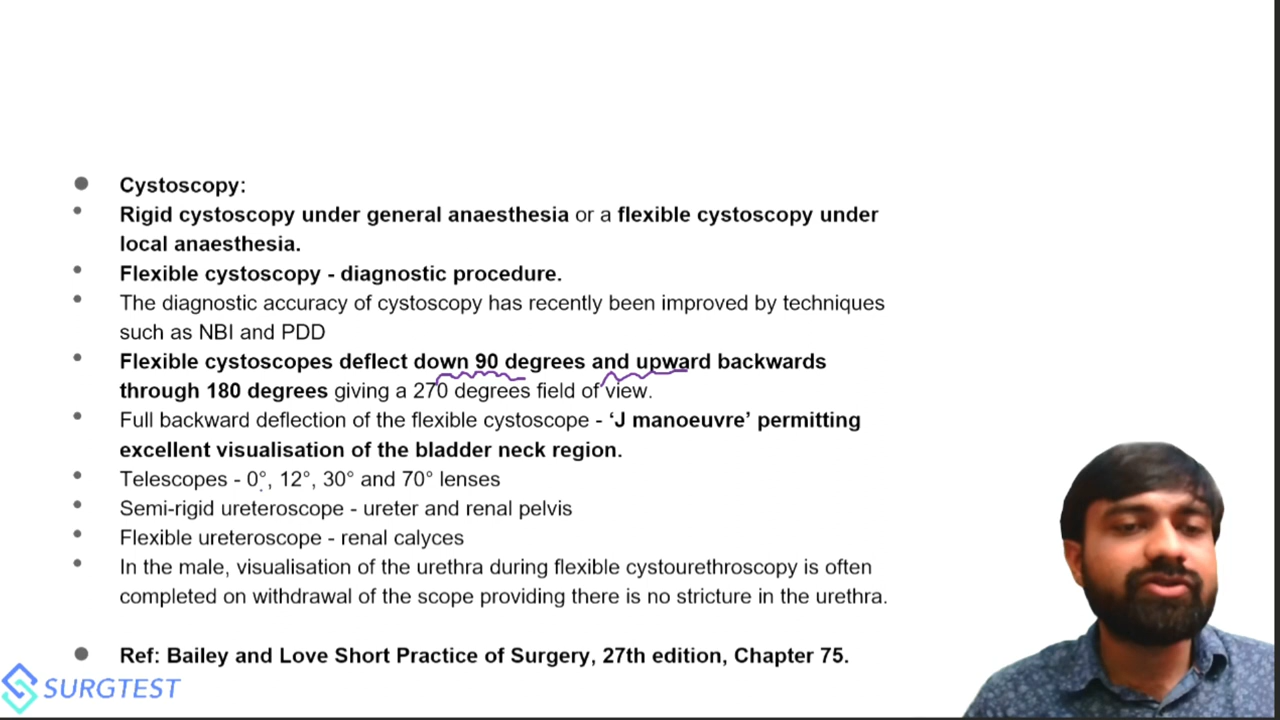 Cystoscopy:
Rigid cystoscopy under general anaesthesia or a flexible cystoscopy under
local anaesthesia.
Flexible cystoscopy - diagnostic procedure.
The diagnostic accuracy of cystoscopy has recently been improved by techniques
such as NBI and PDD
Flexible cystoscopes deflect down 90 degrees and upward backwards
through 180 degrees giving a 270 degrees field of view.
Full backward deflection of the flexible cystoscope - ‘J manoeuvre’ permitting
excellent visualisation of the bladder neck region.
Telescopes - 0°, 12°, 30° and 70° lenses
Semi-rigid ureteroscope - ureter and renal pelvis
Flexible ureteroscope - renal calyces
In the male, visualisation of the urethra during flexible cystourethroscopy is often
completed on withdrawal of the scope providing there is no stricture in the urethra.
Ref: Bailey and Love Short Practice of Surgery, 27th edition, Chapter 75.
SURGTEST